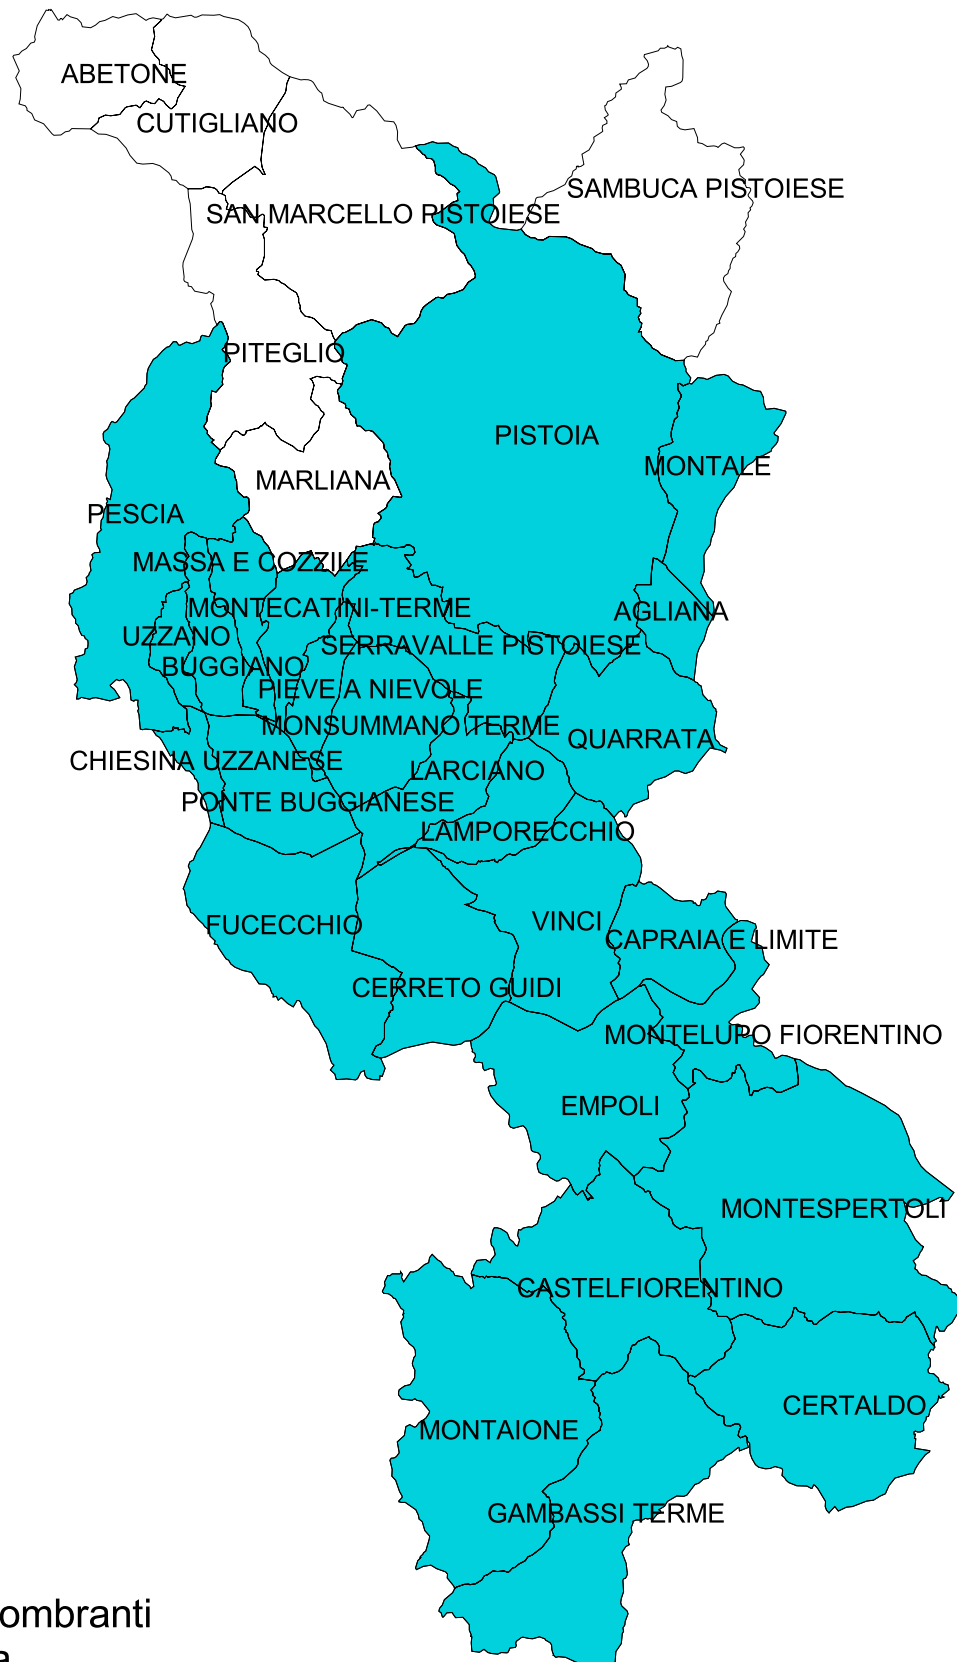 ABETONE
CUTIGLIANO
SAMBUCA PISTOIESE
SAN MARCELLO PISTOIESE
PITEGLIO
PISTOIA
MONTALE
MARLIANA
PESCIA
MASSA E COZZILE
MONTECATINI-TERME
AGLIANA
UZZANO
SERRAVALLE PISTOIESE
BUGGIANO
PIEVE A NIEVOLE
MONSUMMANO TERME
QUARRATA
CHIESINA UZZANESE
LARCIANO
PONTE BUGGIANESE
LAMPORECCHIO
FUCECCHIO
VINCI
CAPRAIA E LIMITE
CERRETO GUIDI
MONTELUPO FIORENTINO
EMPOLI
MONTESPERTOLI
CASTELFIORENTINO
CERTALDO
MONTAIONE
GAMBASSI TERME
ombranti